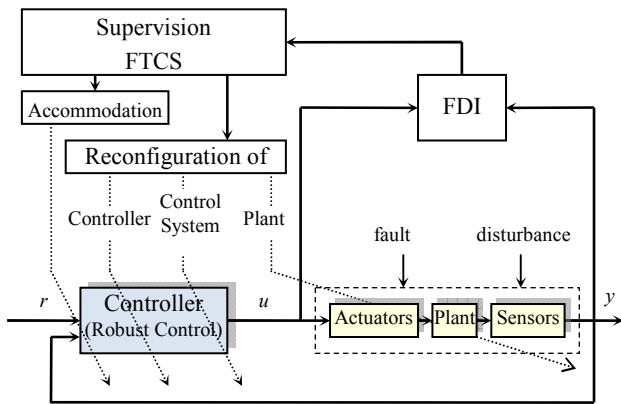 Supervision
FTCS
Accommodation
FDI
Reconfiguration of
Controller
Control
System
Plant
fault
disturbance
r
Controller
(Robust Control)
u
Actuators
Plant
Sensors
y